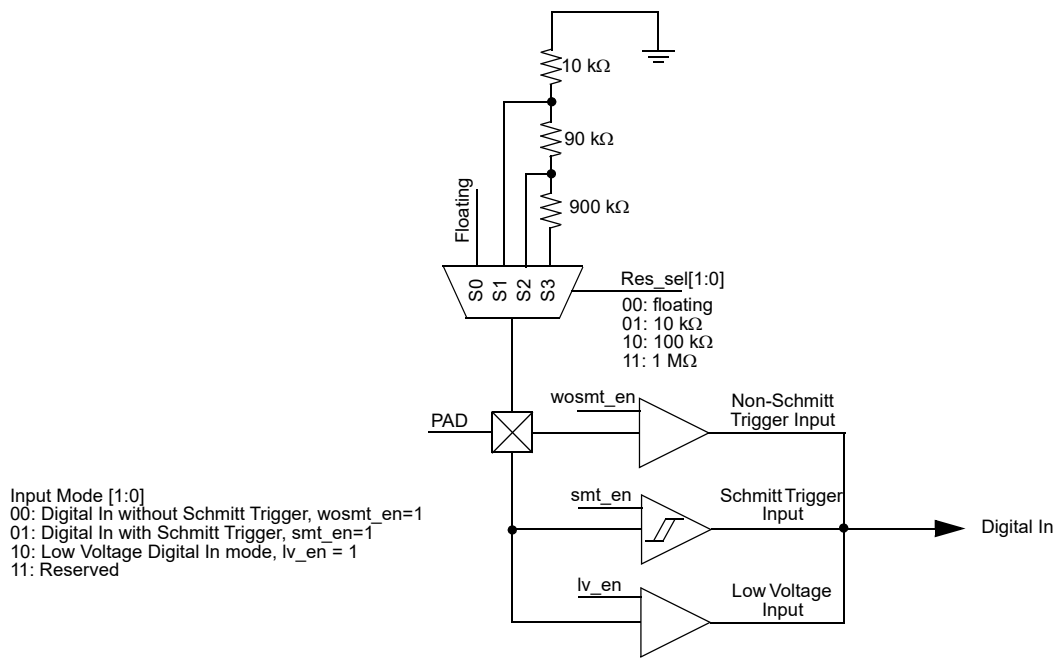 10 kΩ
90 kΩ
900 kΩ
Floating
S0
S1
S2
S3
Res_sel[1:0]
00: floating
01: 10 kΩ
10: 100 kΩ
11: 1 MΩ
PAD
wosmt_en
Non-Schmitt
Trigger Input
Input Mode [1:0]
00: Digital In without Schmitt Trigger, wosmt_en=1
01: Digital In with Schmitt Trigger, smt_en=1
10: Low Voltage Digital In mode, lv_en = 1
11: Reserved
smt_en
Schmitt Trigger
Input
Digital In
lv_en
Low Voltage
Input